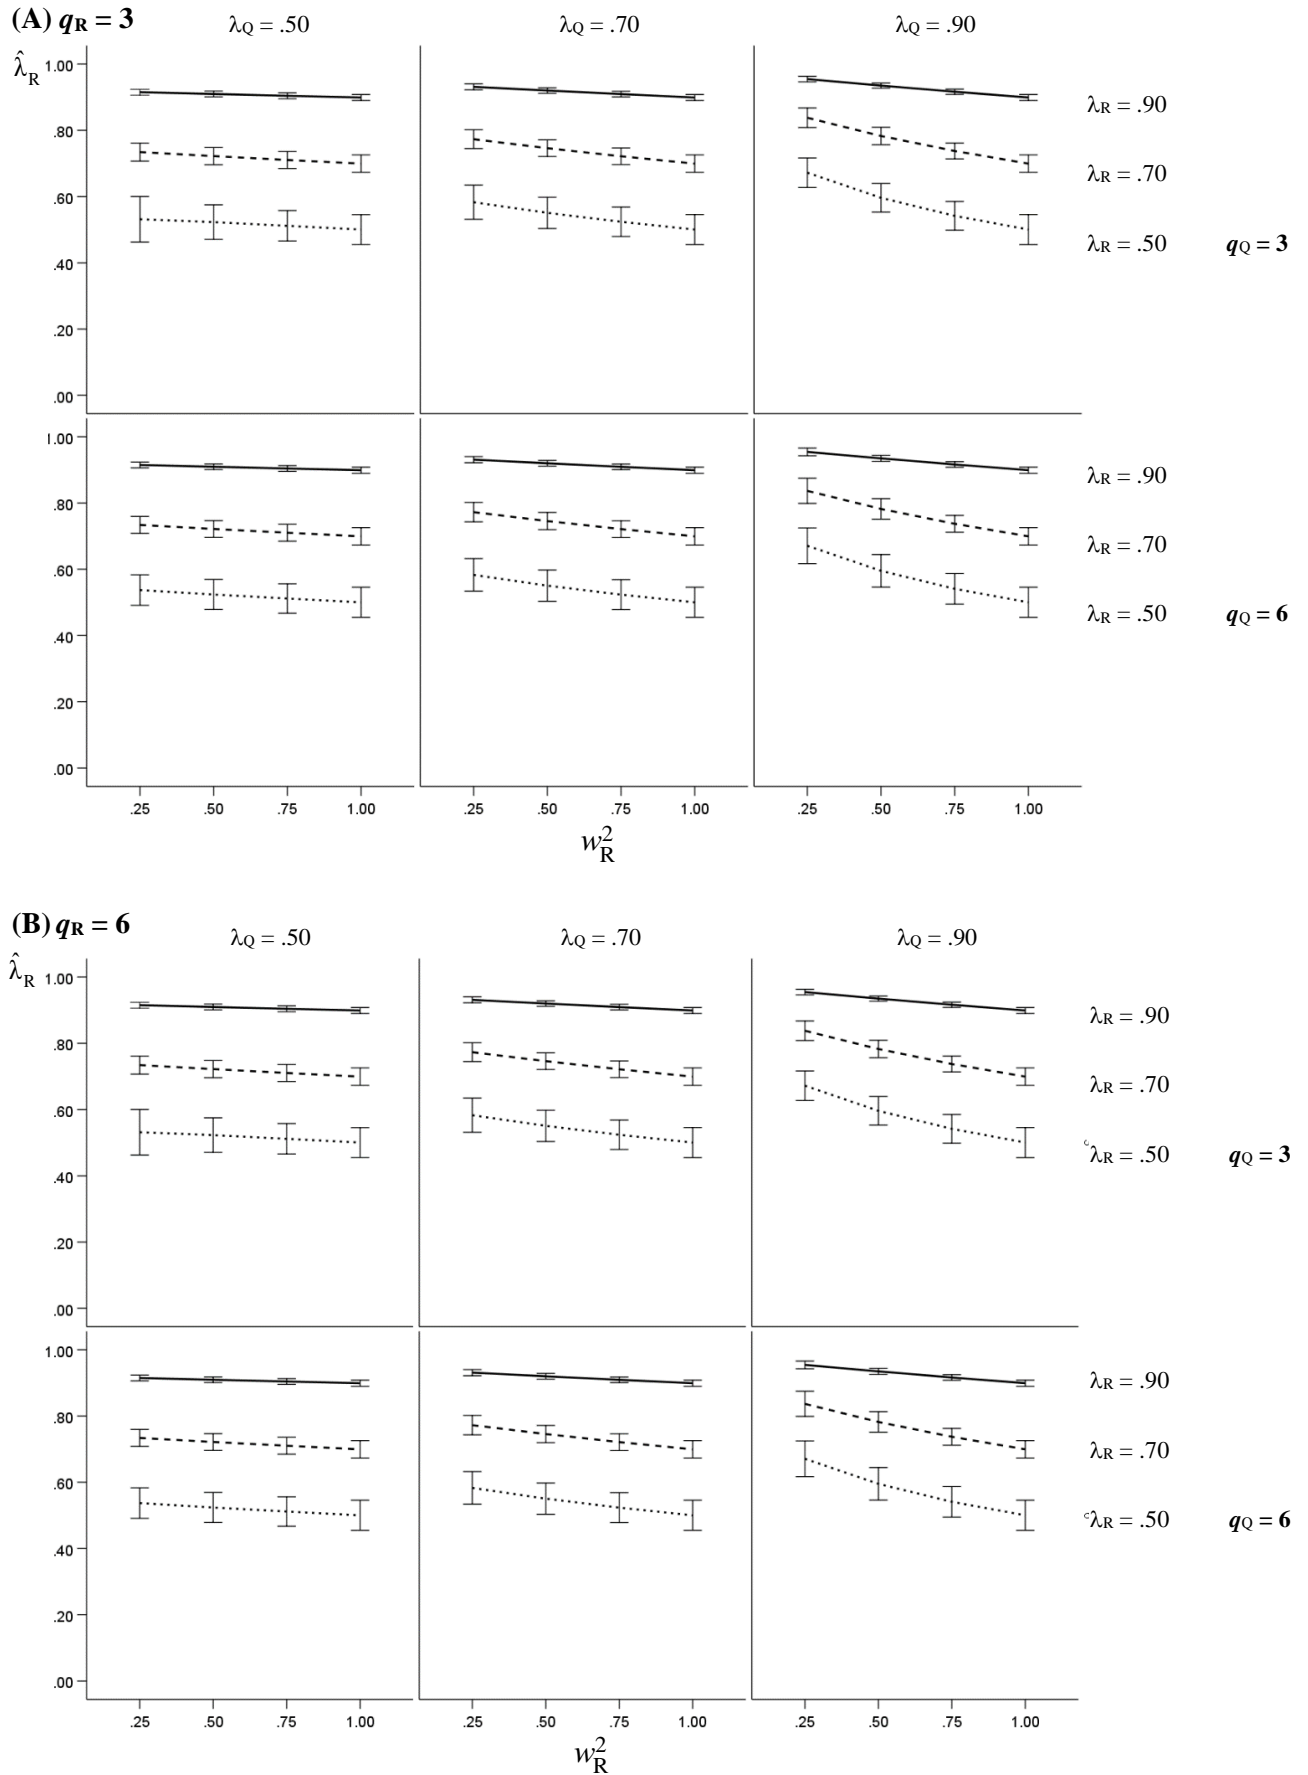 (A) qR = 3
λQ = .50 λQ = .70 λQ = .90
λ̂R
1.00
.80
.60
.40
.20
.00
λR = .90
λR = .70
λR = .50 qQ = 3
1.00
.80
.60
.40
.20
.00
λR = .90
λR = .70
λR = .50 qQ = 6
.25 .50 .75 1.00 .25 .50 .75 1.00 .25 .50 .75 1.00
w²R
(B) qR = 6
λQ = .50 λQ = .70 λQ = .90
λ̂R
1.00
.80
.60
.40
.20
.00
λR = .90
λR = .70
λR = .50 qQ = 3
1.00
.80
.60
.40
.20
.00
λR = .90
λR = .70
λR = .50 qQ = 6
.25 .50 .75 1.00 .25 .50 .75 1.00 .25 .50 .75 1.00
w²R